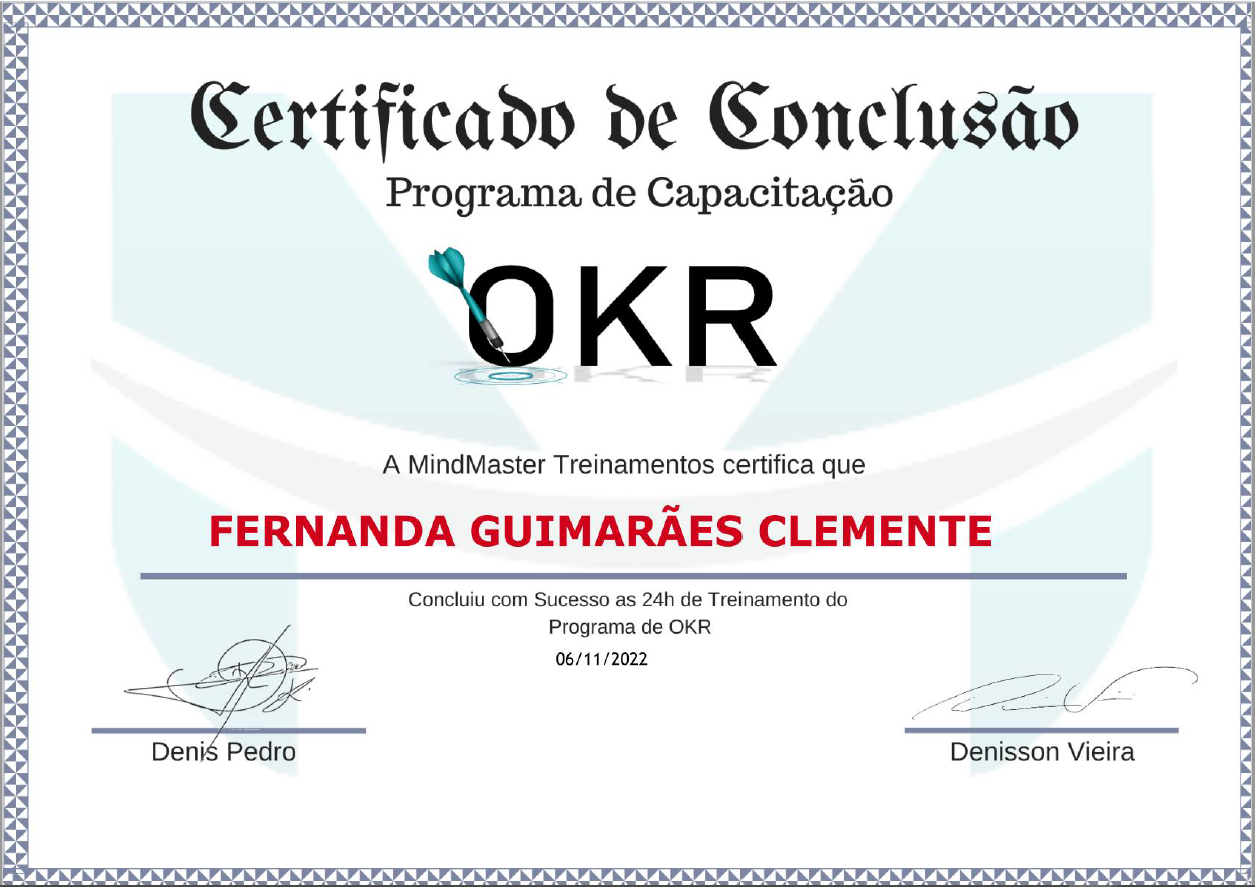 Certificado de Conclusão
Programa de Capacitação
OKR
A MindMaster Treinamentos certifica que
FERNANDA GUIMARÃES CLEMENTE
Concluiu com Sucesso as 24h de Treinamento do
Programa de OKR
06/11/2022
Denis Pedro
Denisson Vieira